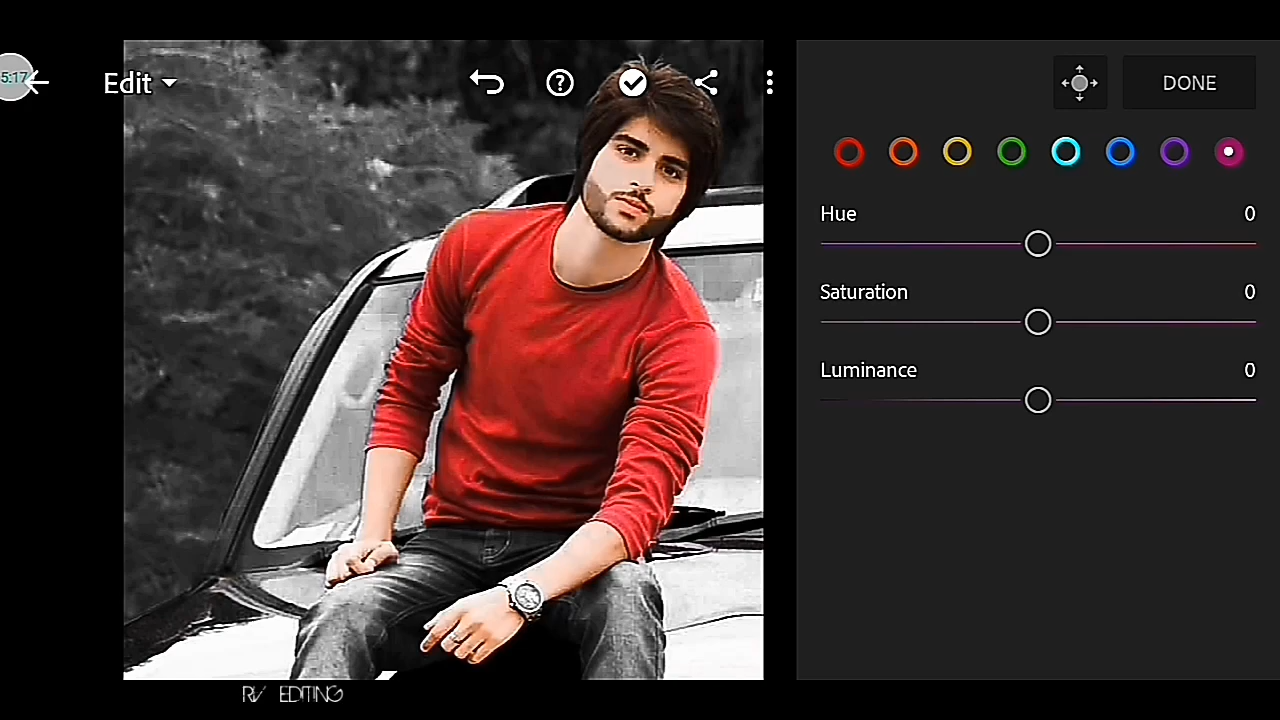 5:17
Edit
DONE
Hue 0
Saturation 0
Luminance 0
RV EDITING